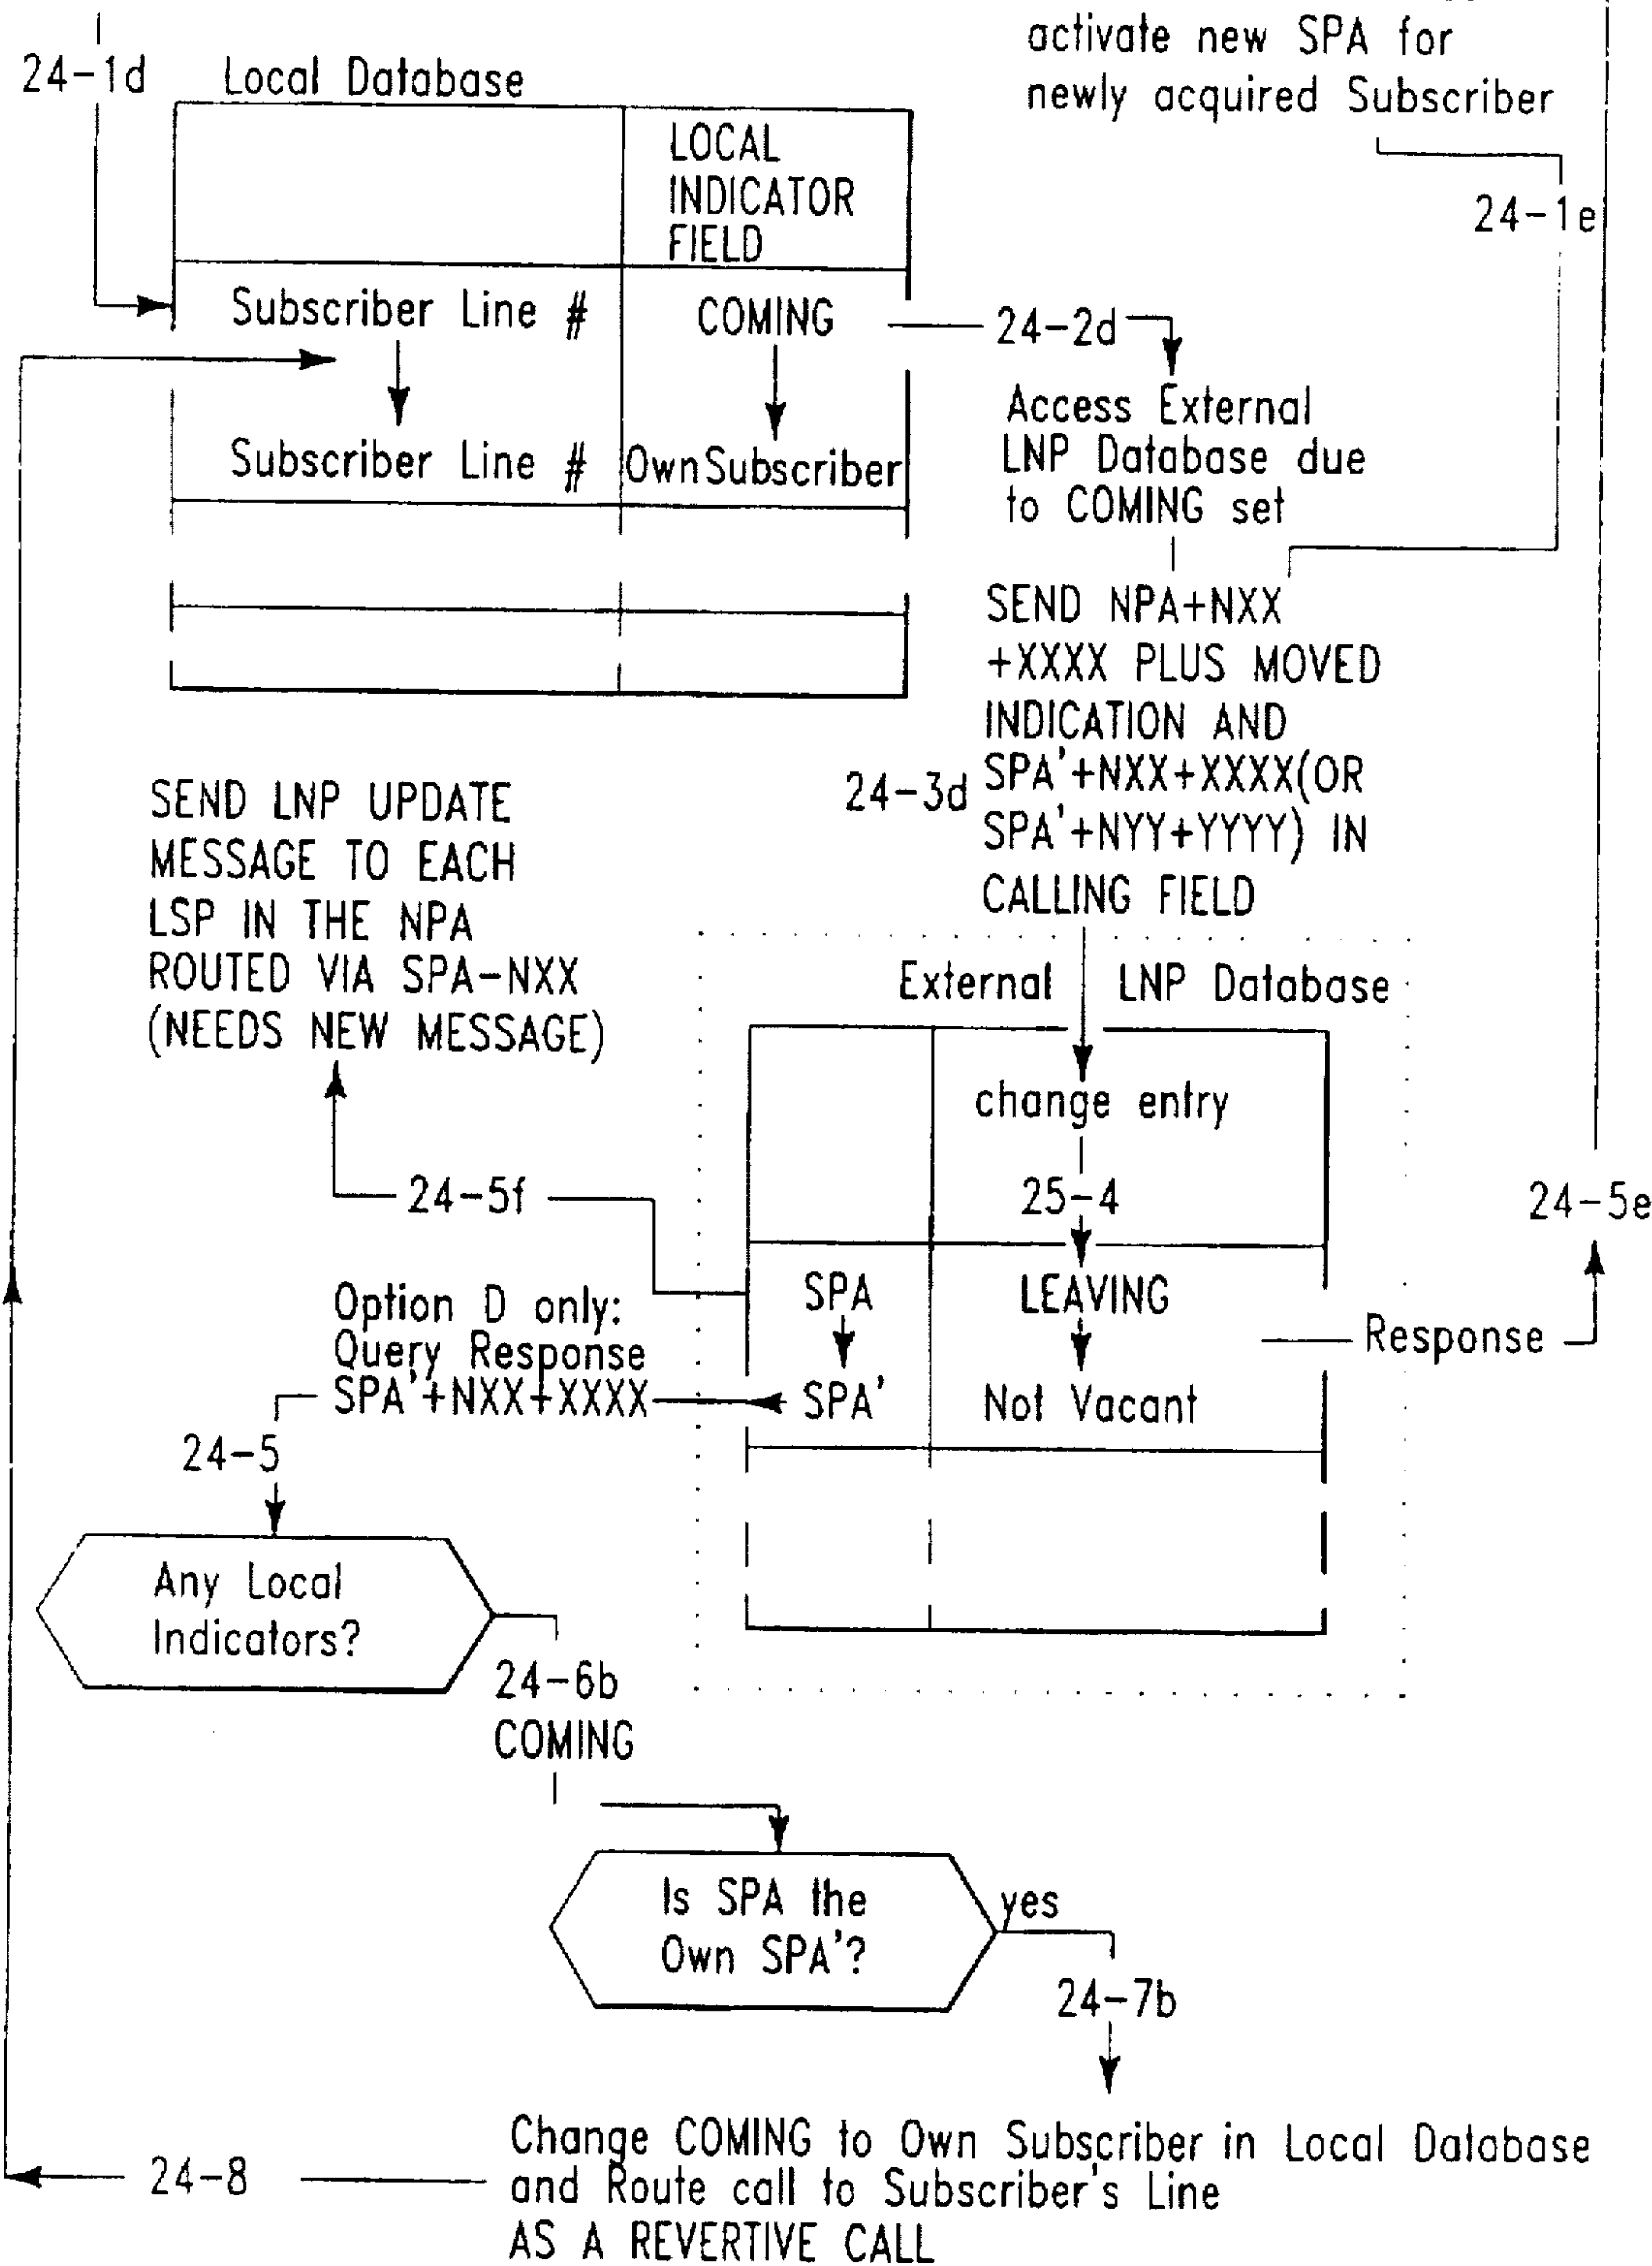 activate new SPA for
newly acquired Subscriber
24-1d
Local Database
LOCAL
INDICATOR
FIELD
24-1e
Subscriber Line #
COMING
24-2d
Subscriber Line #
Own Subscriber
Access External
LNP Database due
to COMING set
SEND NPA+NXX
+XXXX PLUS MOVED
INDICATION AND
SPA'+NXX+XXXX(OR
SPA'+NYY+YYYY) IN
CALLING FIELD
24-3d
SEND LNP UPDATE
MESSAGE TO EACH
LSP IN THE NPA
ROUTED VIA SPA-NXX
(NEEDS NEW MESSAGE)
External LNP Database
change entry
25-4
24-5f
24-5e
SPA
LEAVING
Response
SPA'
Not Vacant
Option D only:
Query Response
SPA'+NXX+XXXX
24-5
Any Local
Indicators?
24-6b
COMING
Is SPA the
Own SPA'?
yes
24-7b
Change COMING to Own Subscriber in Local Database
and Route call to Subscriber's Line
AS A REVERTIVE CALL
24-8